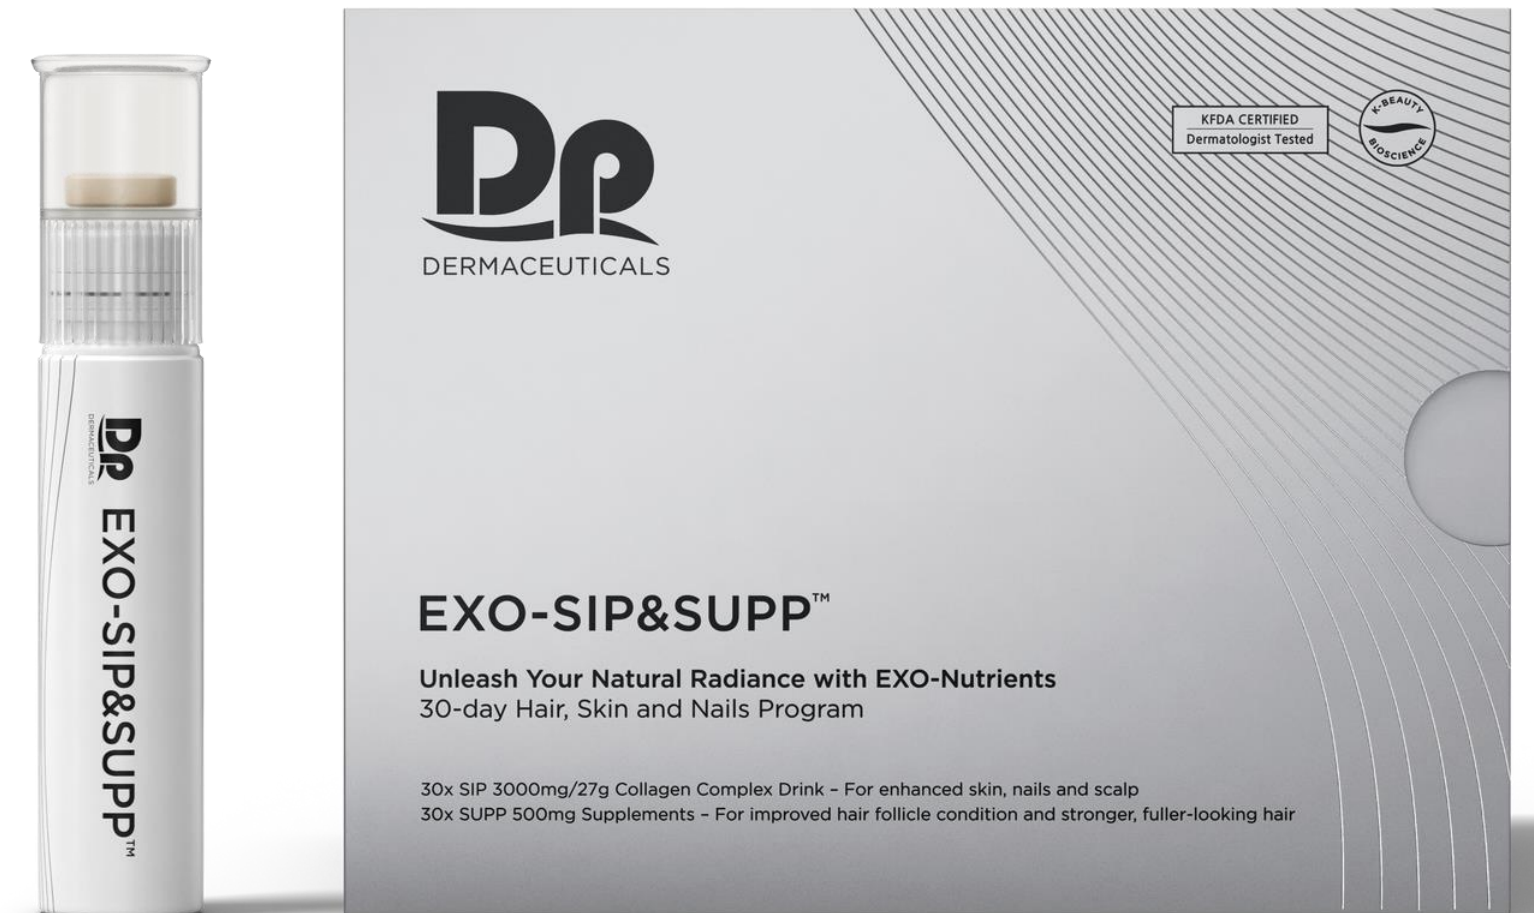 DP
DERMACEUTICALS
EXO-SIP&SUPP™
DP
DERMACEUTICALS
KFDA CERTIFIED
Dermatologist Tested
K-BEAUTY
BIOSCIENCE
EXO-SIP&SUPP™
Unleash Your Natural Radiance with EXO-Nutrients
30-day Hair, Skin and Nails Program
30x SIP 3000mg/27g Collagen Complex Drink – For enhanced skin, nails and scalp
30x SUPP 500mg Supplements – For improved hair follicle condition and stronger, fuller-looking hair